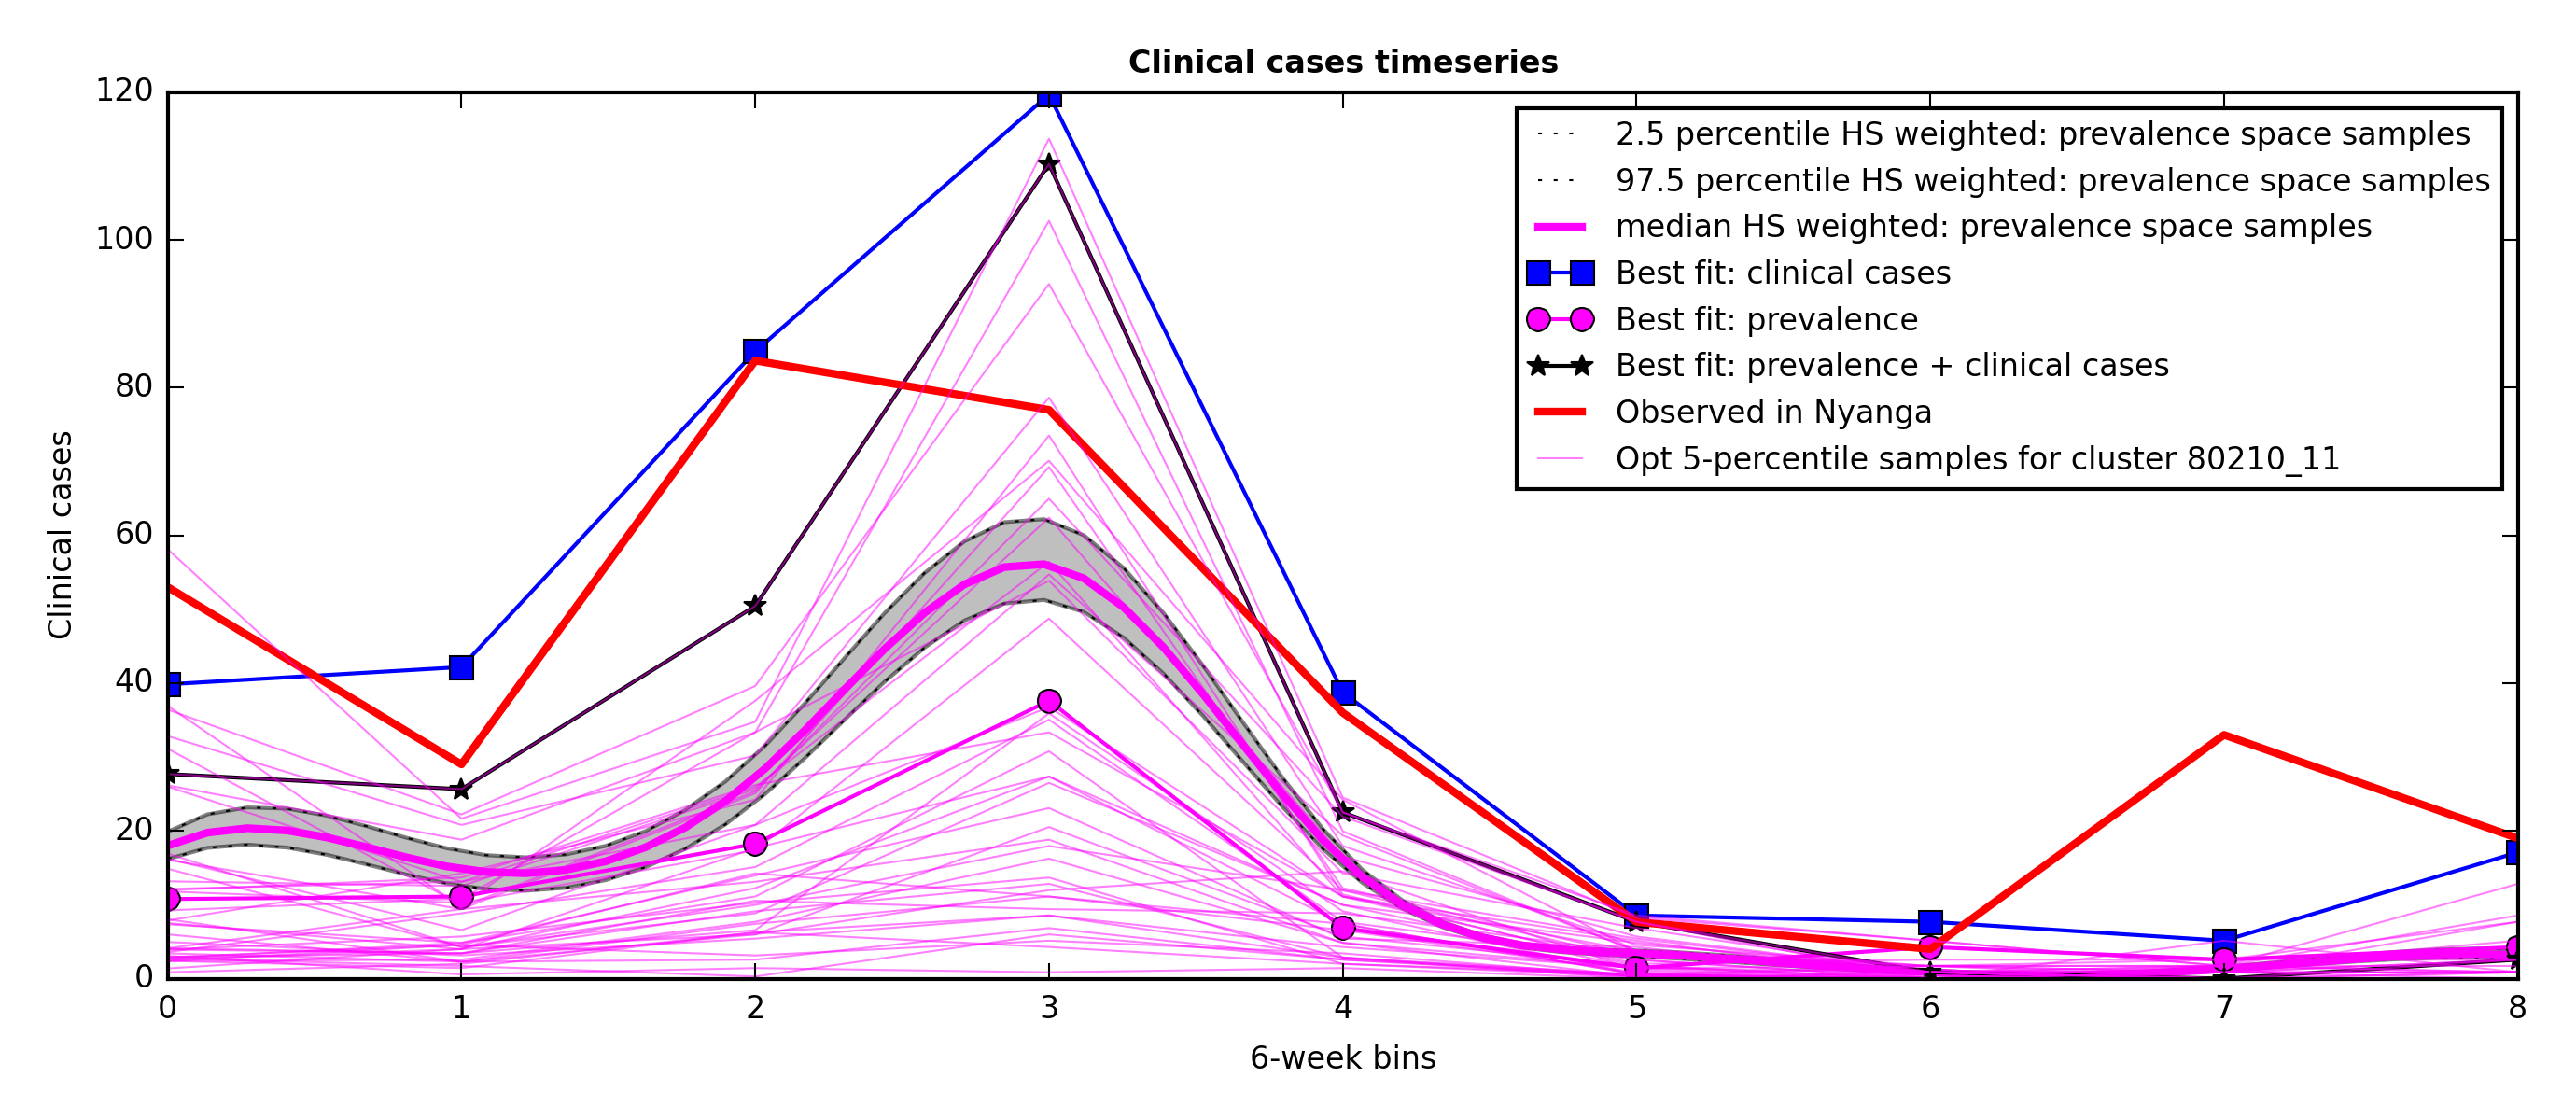 Clinical cases timeseries
120
100
80
60
40
20
0
Clinical cases
2.5 percentile HS weighted: prevalence space samples
97.5 percentile HS weighted: prevalence space samples
median HS weighted: prevalence space samples
Best fit: clinical cases
Best fit: prevalence
Best fit: prevalence + clinical cases
Observed in Nyanga
Opt 5-percentile samples for cluster 80210_11
0 1 2 3 4 5 6 7 8
6-week bins